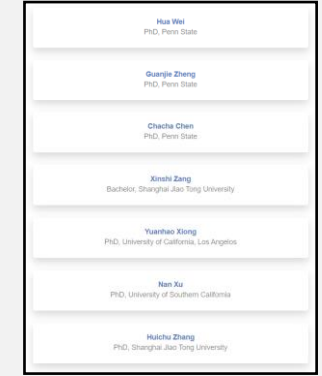 Hua Wei
PhD, Penn State
Guanjie Zheng
PhD, Penn State
Chacha Chen
PhD, Penn State
Xinshi Zang
Bachelor, Shanghai Jiao Tong University
Yuanhao Xiong
PhD, University of California, Los Angelos
Nan Xu
PhD, University of Southern California
Huichu Zhang
PhD, Shanghai Jiao Tong University